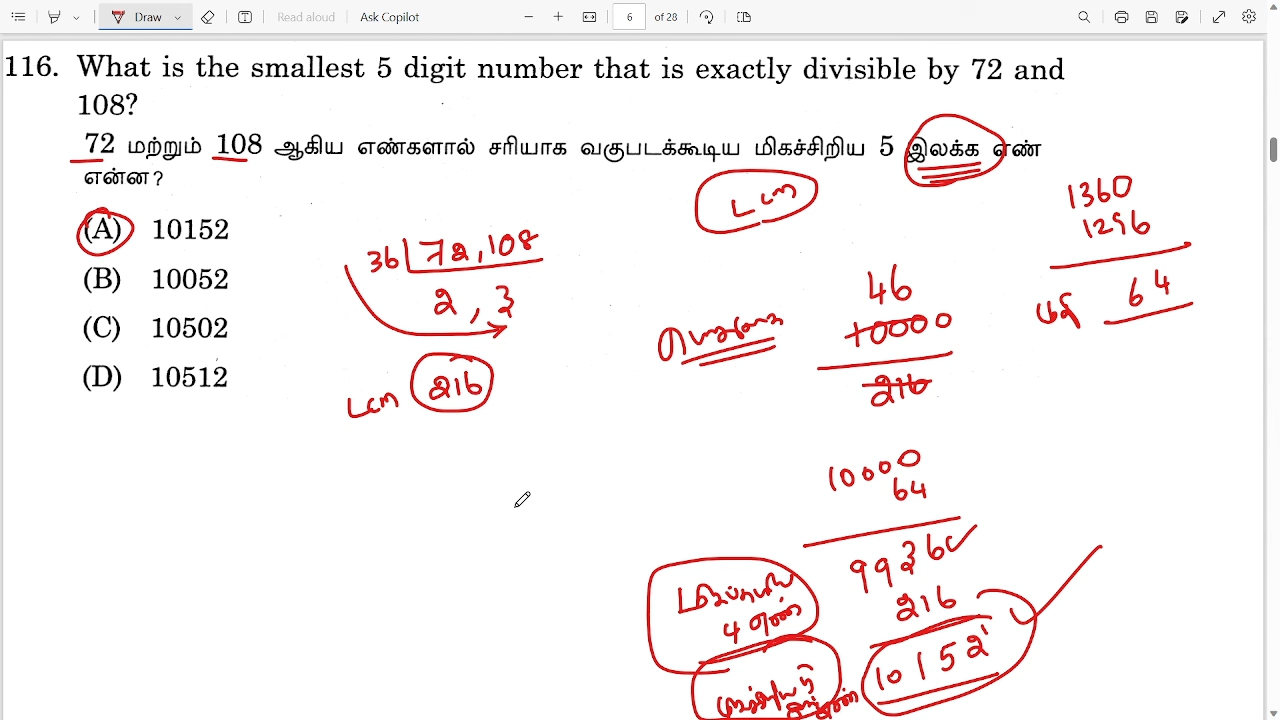 Draw
Read aloud
Ask Copilot
6
of 28
116. What is the smallest 5 digit number that is exactly divisible by 72 and
108?
72 மற்றும் 108 ஆகிய எண்களால் சரியாக வகுபடக்கூடிய மிகச்சிறிய 5 இலக்க எண்
என்ன?
(A) 10152
(B) 10052
(C) 10502
(D) 10512
36 72, 108
2, 3
Lcm 216
Lcm
46
10000
216
1360
1296
64
10000
64
9936
216
10152
4 எண்